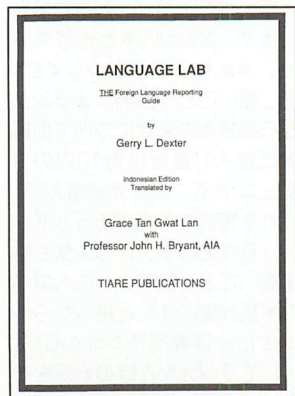 LANGUAGE LAB
THE Foreign Language Reporting
Guide
by
Gerry L. Dexter
Indonesian Edition
Translated by
Grace Tan Gwat Lan
with
Professor John H. Bryant, AIA
TIARE PUBLICATIONS